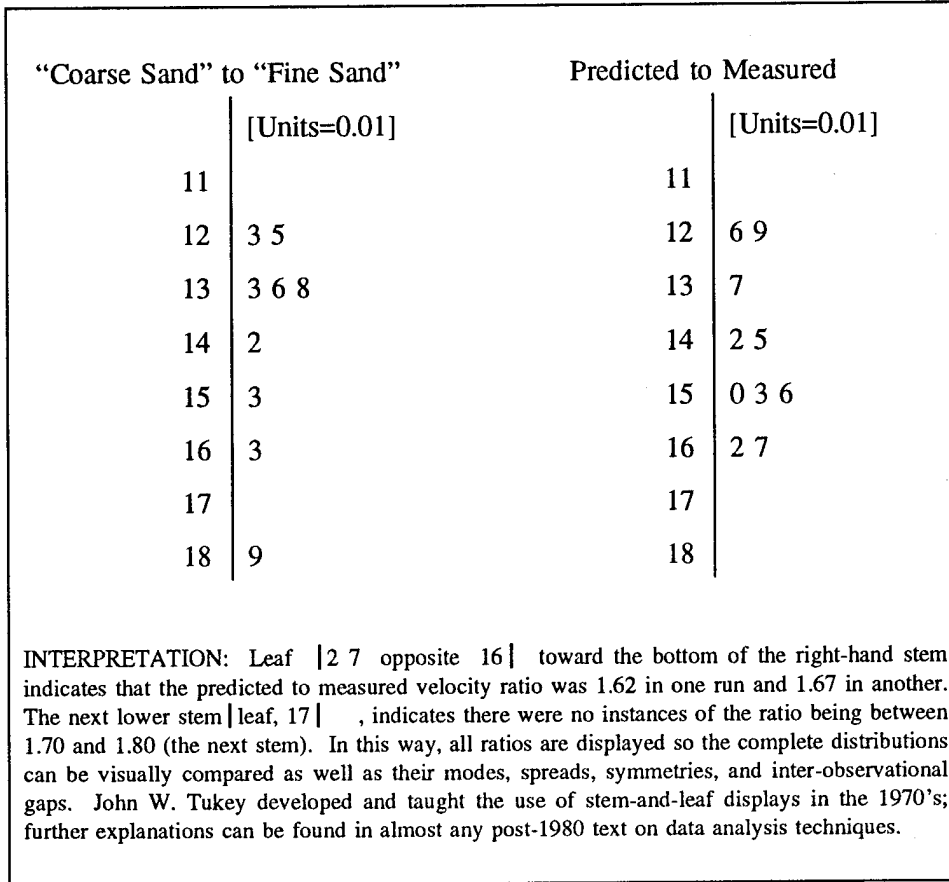 “Coarse Sand” to “Fine Sand”
[Units=0.01]
11
12 3 5
13 3 6 8
14 2
15 3
16 3
17
18 9
Predicted to Measured
[Units=0.01]
11
12 6 9
13 7
14 2 5
15 0 3 6
16 2 7
17
18
INTERPRETATION: Leaf |2 7 opposite 16| toward the bottom of the right-hand stem
indicates that the predicted to measured velocity ratio was 1.62 in one run and 1.67 in another.
The next lower stem|leaf, 17| , indicates there were no instances of the ratio being between
1.70 and 1.80 (the next stem). In this way, all ratios are displayed so the complete distributions
can be visually compared as well as their modes, spreads, symmetries, and inter-observational
gaps. John W. Tukey developed and taught the use of stem-and-leaf displays in the 1970’s;
further explanations can be found in almost any post-1980 text on data analysis techniques.